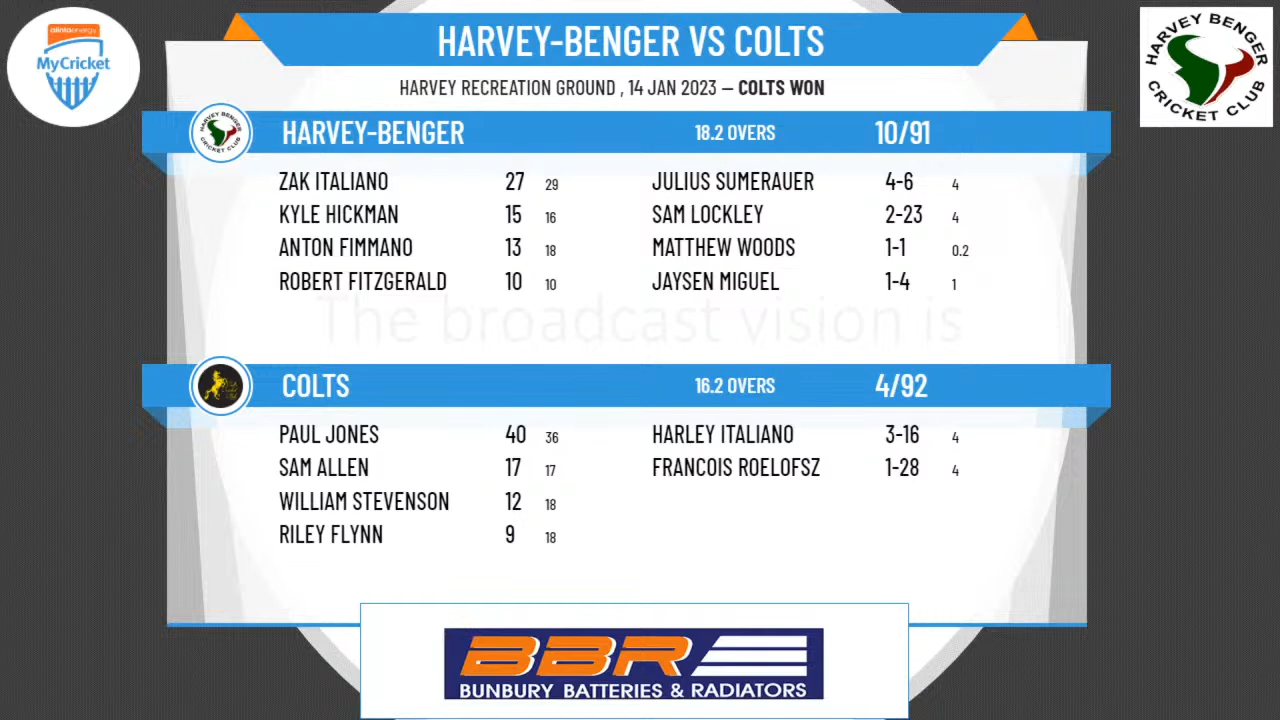 HARVEY-BENGER VS COLTS
alintaenergy
MyCricket
HARVEY BENGER
CRICKET CLUB
HARVEY RECREATION GROUND , 14 JAN 2023 – COLTS WON
HARVEY BENGER
CRICKET CLUB
HARVEY-BENGER 18.2 OVERS 10/91
ZAK ITALIANO 27 29 JULIUS SUMERAUER 4-6 4
KYLE HICKMAN 15 16 SAM LOCKLEY 2-23 4
ANTON FIMMANO 13 18 MATTHEW WOODS 1-1 0.2
ROBERT FITZGERALD 10 10 JAYSEN MIGUEL 1-4 1
The broadcast vision is
COLTS 16.2 OVERS 4/92
PAUL JONES 40 36 HARLEY ITALIANO 3-16 4
SAM ALLEN 17 17 FRANCOIS ROELOFSZ 1-28 4
WILLIAM STEVENSON 12 18
RILEY FLYNN 9 18
BBR
BUNBURY BATTERIES & RADIATORS